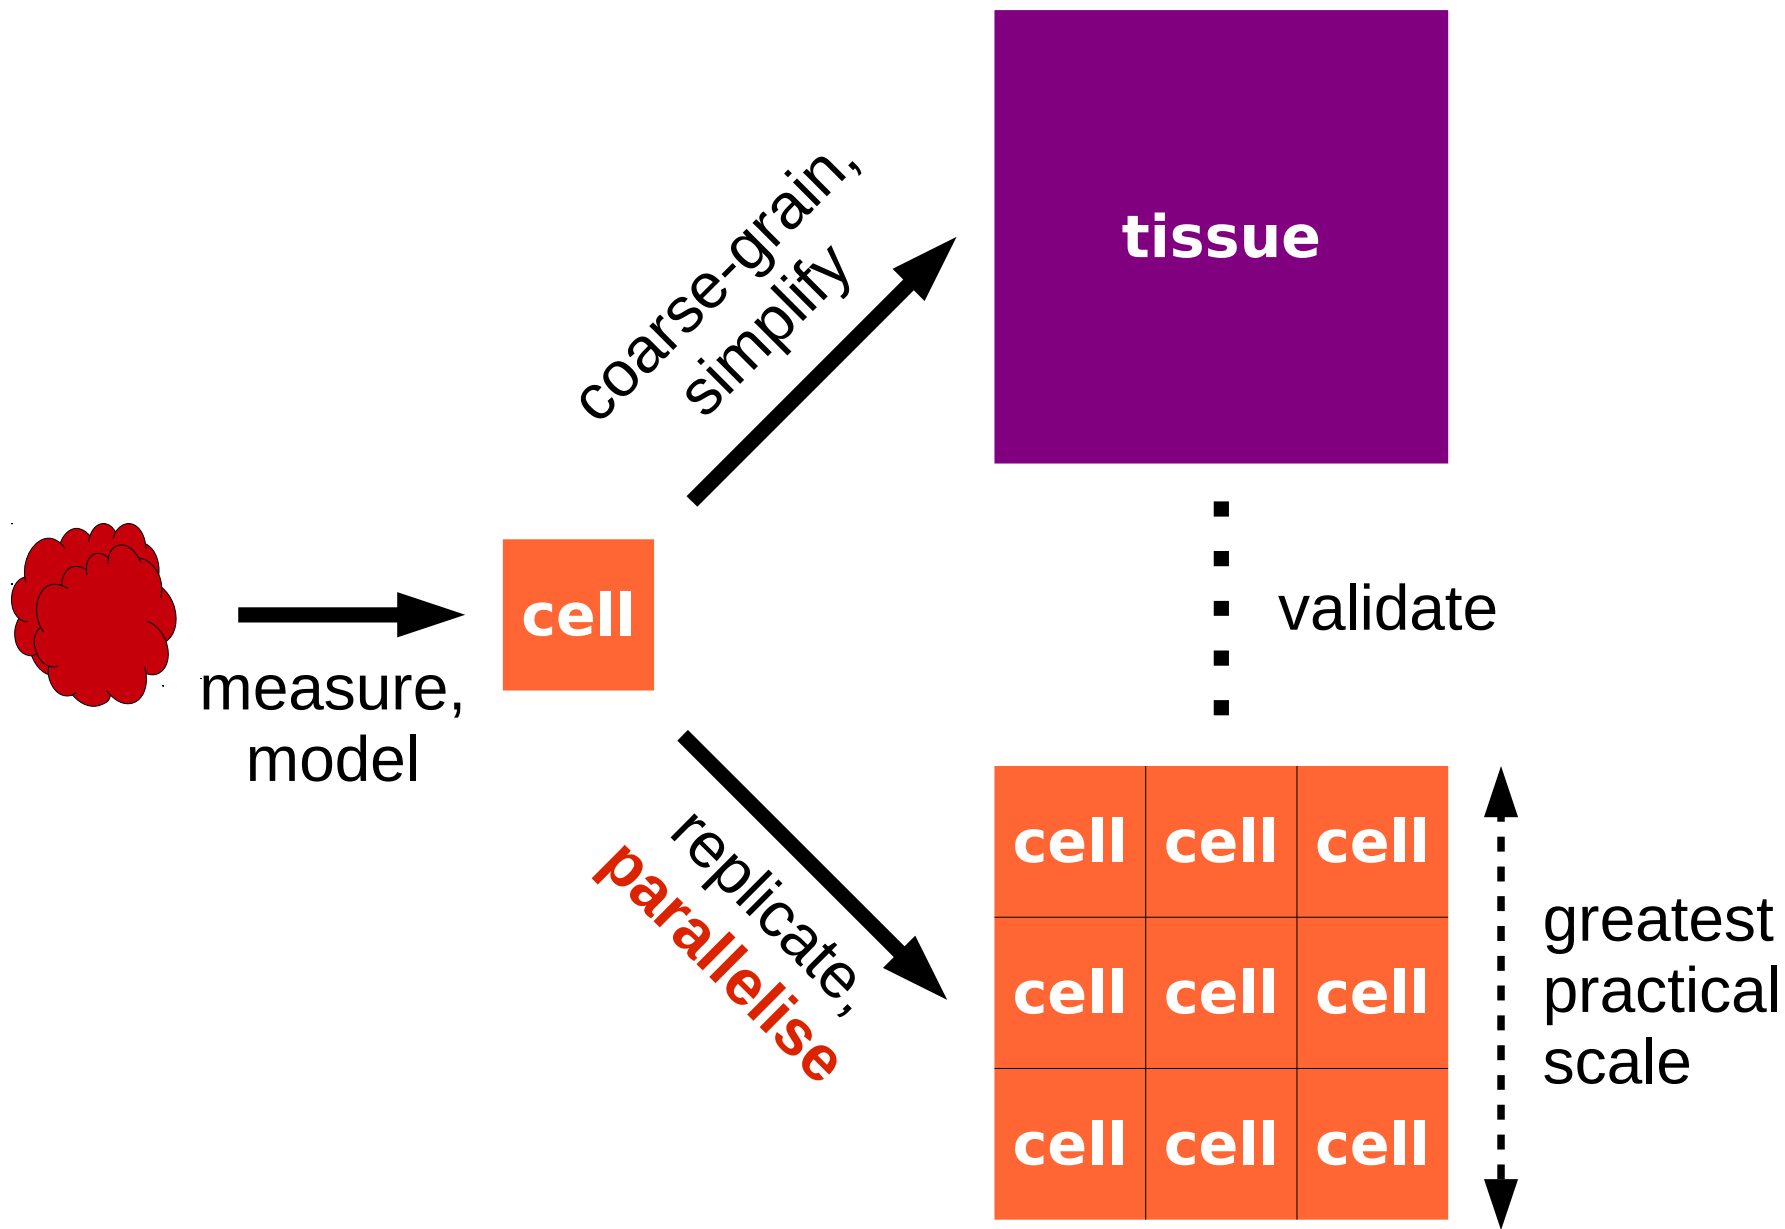 coarse-grain,
simplify
tissue
measure,
model
cell
validate
replicate,
parallelise
cell cell cell
cell cell cell
cell cell cell
greatest
practical
scale